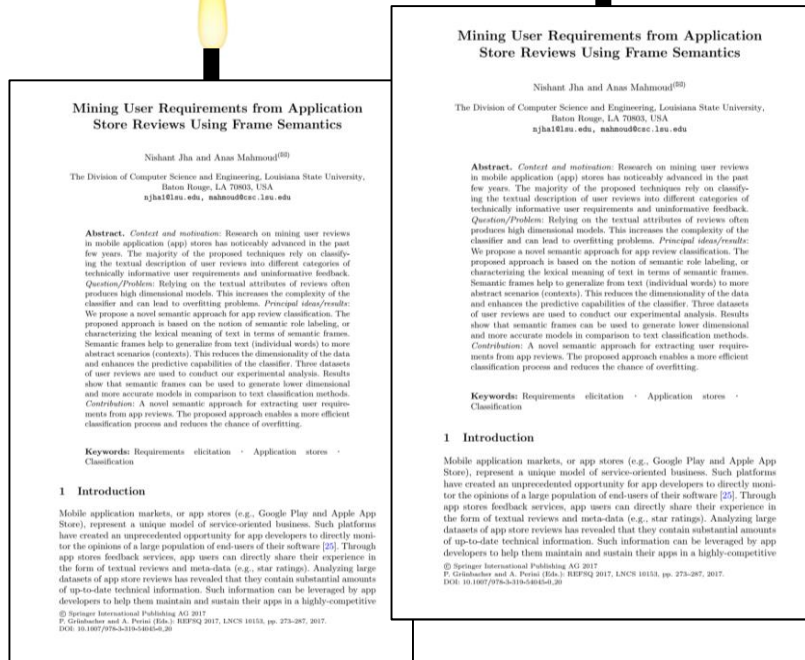 Mining User Requirements from Application
Store Reviews Using Frame Semantics
Nishant Jha and Anas Mahmoud(✉)
The Division of Computer Science and Engineering, Louisiana State University,
Baton Rouge, LA 70803, USA
njha1@lsu.edu, mahmoud@csc.lsu.edu
Abstract. Context and motivation: Research on mining user reviews
in mobile application (app) stores has noticeably advanced in the past
few years. The majority of the proposed techniques rely on classify-
ing the textual description of user reviews into different categories of
technically informative user requirements and uninformative feedback.
Question/Problem: Relying on the textual attributes of reviews often
produces high dimensional models. This increases the complexity of the
classifier and can lead to overfitting problems. Principal ideas/results:
We propose a novel semantic approach for app review classification. The
proposed approach is based on the notion of semantic role labeling, or
characterizing the lexical meaning of text in terms of semantic frames.
Semantic frames help to generalize from text (individual words) to more
abstract scenarios (contexts). This reduces the dimensionality of the data
and enhances the predictive capabilities of the classifier. Three datasets
of user reviews are used to conduct our experimental analysis. Results
show that semantic frames can be used to generate lower dimensional
and more accurate models in comparison to text classification methods.
Contribution: A novel semantic approach for extracting user require-
ments from app reviews. The proposed approach enables a more efficient
classification process and reduces the chance of overfitting.
Keywords: Requirements elicitation · Application stores ·
Classification
1 Introduction
Mobile application markets, or app stores (e.g., Google Play and Apple App
Store), represent a unique model of service-oriented business. Such platforms
have created an unprecedented opportunity for app developers to directly moni-
tor the opinions of a large population of end-users of their software [25]. Through
app stores feedback services, app users can directly share their experience in
the form of textual reviews and meta-data (e.g., star ratings). Analyzing large
datasets of app store reviews has revealed that they contain substantial amounts
of up-to-date technical information. Such information can be leveraged by app
developers to help them maintain and sustain their apps in a highly-competitive
© Springer International Publishing AG 2017
P. Grünbacher and A. Perini (Eds.): REFSQ 2017, LNCS 10153, pp. 273–287, 2017.
DOI: 10.1007/978-3-319-54045-0_20
Mining User Requirements from Application
Store Reviews Using Frame Semantics
Nishant Jha and Anas Mahmoud(✉)
The Division of Computer Science and Engineering, Louisiana State University,
Baton Rouge, LA 70803, USA
njha1@lsu.edu, mahmoud@csc.lsu.edu
Abstract. Context and motivation: Research on mining user reviews
in mobile application (app) stores has noticeably advanced in the past
few years. The majority of the proposed techniques rely on classify-
ing the textual description of user reviews into different categories of
technically informative user requirements and uninformative feedback.
Question/Problem: Relying on the textual attributes of reviews often
produces high dimensional models. This increases the complexity of the
classifier and can lead to overfitting problems. Principal ideas/results:
We propose a novel semantic approach for app review classification. The
proposed approach is based on the notion of semantic role labeling, or
characterizing the lexical meaning of text in terms of semantic frames.
Semantic frames help to generalize from text (individual words) to more
abstract scenarios (contexts). This reduces the dimensionality of the data
and enhances the predictive capabilities of the classifier. Three datasets
of user reviews are used to conduct our experimental analysis. Results
show that semantic frames can be used to generate lower dimensional
and more accurate models in comparison to text classification methods.
Contribution: A novel semantic approach for extracting user require-
ments from app reviews. The proposed approach enables a more efficient
classification process and reduces the chance of overfitting.
Keywords: Requirements elicitation · Application stores ·
Classification
1 Introduction
Mobile application markets, or app stores (e.g., Google Play and Apple App
Store), represent a unique model of service-oriented business. Such platforms
have created an unprecedented opportunity for app developers to directly moni-
tor the opinions of a large population of end-users of their software [25]. Through
app stores feedback services, app users can directly share their experience in
the form of textual reviews and meta-data (e.g., star ratings). Analyzing large
datasets of app store reviews has revealed that they contain substantial amounts
of up-to-date technical information. Such information can be leveraged by app
developers to help them maintain and sustain their apps in a highly-competitive
© Springer International Publishing AG 2017
P. Grünbacher and A. Perini (Eds.): REFSQ 2017, LNCS 10153, pp. 273–287, 2017.
DOI: 10.1007/978-3-319-54045-0_20